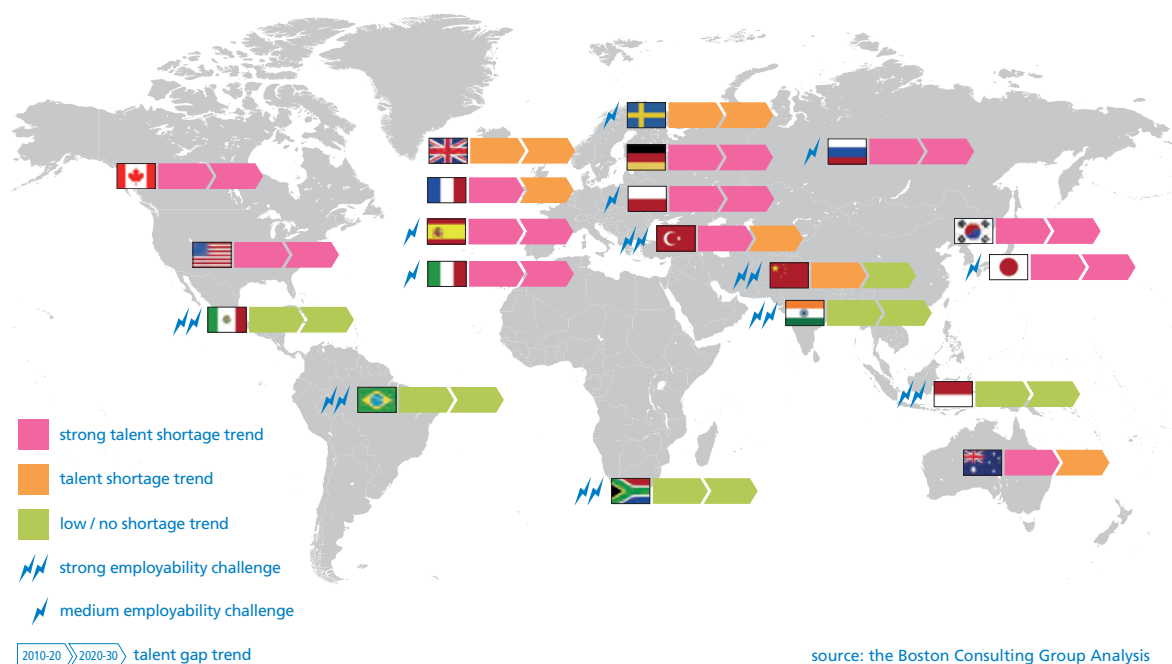 strong talent shortage trend
talent shortage trend
low / no shortage trend
strong employability challenge
medium employability challenge
2010-20 2020-30 talent gap trend
source: the Boston Consulting Group Analysis